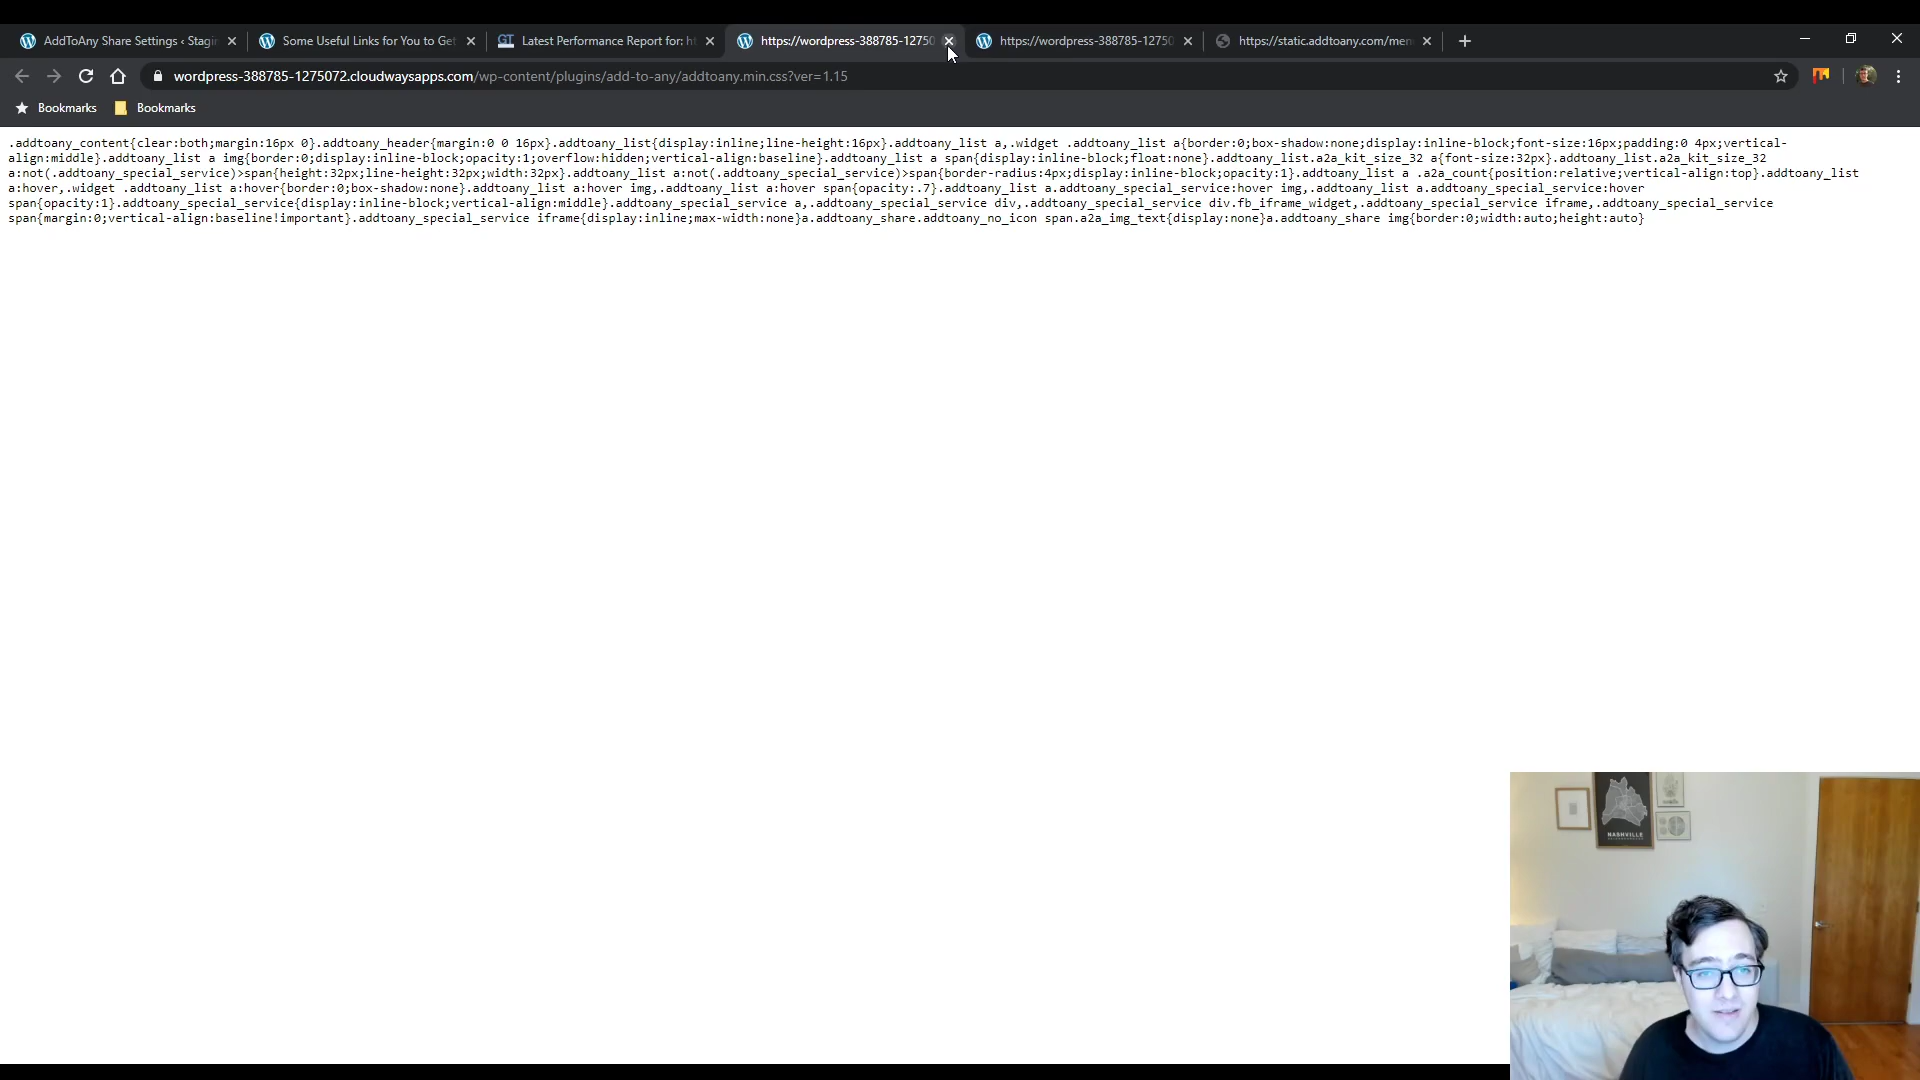 AddToAny Share Settings ‹ Stagin
Some Useful Links for You to Get
GT Latest Performance Report for: ht
https://wordpress-388785-12750
https://wordpress-388785-12750
https://static.addtoany.com/men
wordpress-388785-1275072.cloudwaysapps.com/wp-content/plugins/add-to-any/addtoany.min.css?ver=1.15
Bookmarks
Bookmarks
.addtoany_content{clear:both;margin:16px 0}.addtoany_header{margin:0 0 16px}.addtoany_list{display:inline;line-height:16px}.addtoany_list a,.widget .addtoany_list a{border:0;box-shadow:none;display:inline-block;font-size:16px;padding:0 4px;vertical-
align:middle}.addtoany_list a img{border:0;display:inline-block;opacity:1;overflow:hidden;vertical-align:baseline}.addtoany_list a span{display:inline-block;float:none}.addtoany_list.a2a_kit_size_32 a{font-size:32px}.addtoany_list.a2a_kit_size_32
a:not(.addtoany_special_service)>span{height:32px;line-height:32px;width:32px}.addtoany_list a:not(.addtoany_special_service)>span{border-radius:4px;display:inline-block;opacity:1}.addtoany_list a .a2a_count{position:relative;vertical-align:top}.addtoany_list
a:hover,.widget .addtoany_list a:hover{border:0;box-shadow:none}.addtoany_list a:hover img,.addtoany_list a:hover span{opacity:.7}.addtoany_list a.addtoany_special_service:hover img,.addtoany_list a.addtoany_special_service:hover
span{opacity:1}.addtoany_special_service{display:inline-block;vertical-align:middle}.addtoany_special_service a,.addtoany_special_service div,.addtoany_special_service div.fb_iframe_widget,.addtoany_special_service iframe,.addtoany_special_service
span{margin:0;vertical-align:baseline!important}.addtoany_special_service iframe{display:inline;max-width:none}a.addtoany_share.addtoany_no_icon span.a2a_img_text{display:none}a.addtoany_share img{border:0;width:auto;height:auto}
NASHVILLE